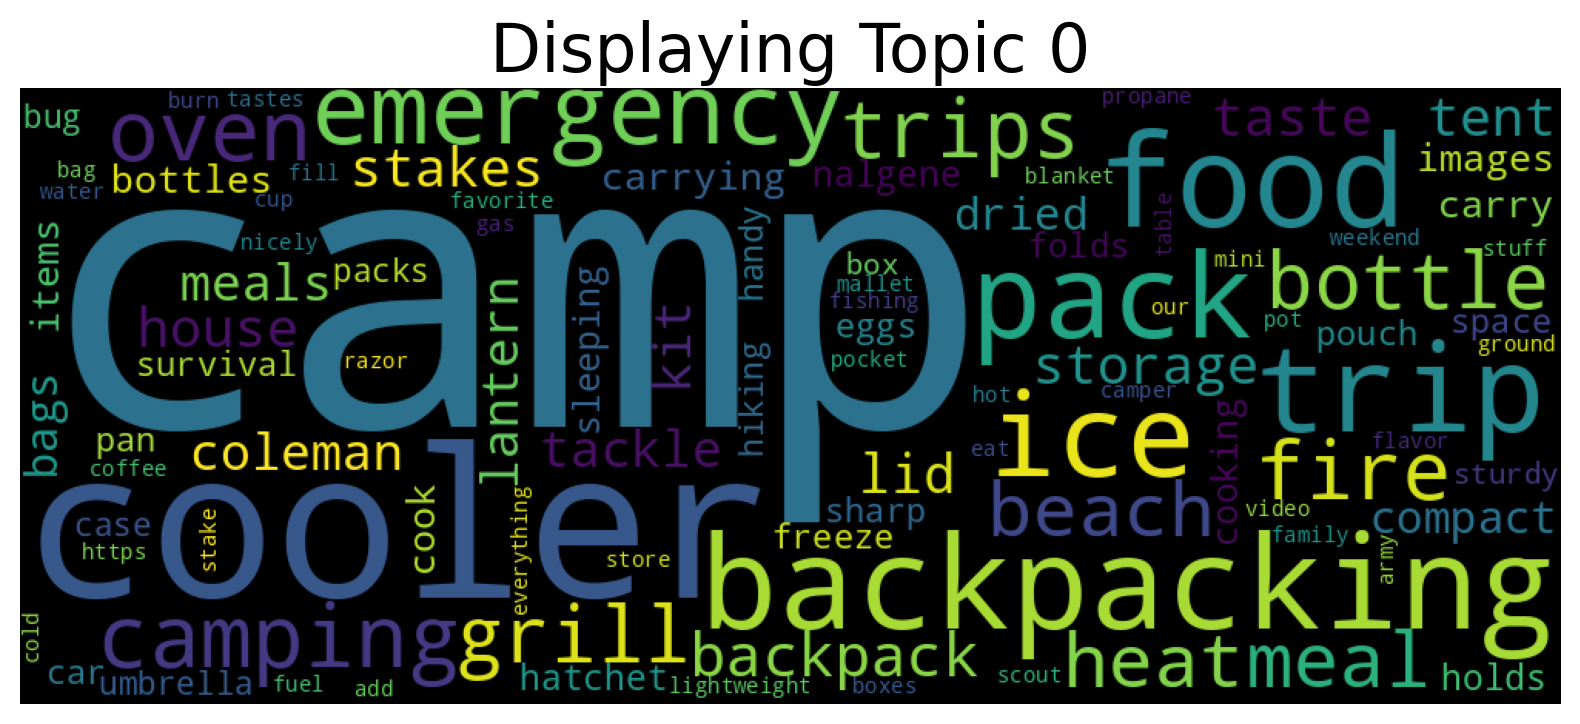 Displaying Topic 0
bug burn tastes emergency trips propane taste tent
oven food images
bag bottles fill stakes carrying nalgene blanket carry
water cup favorite dried table weekend
items nicely gas camp handy folds stuff
meals packs box pack mini bottle
house lantern sleeping kit mallet fishing our pot pouch space
survival razor eggs pocket storage trip ground
bags hiking hot camper
pan coleman tackle lid eat ice cooking fire flavor
coffee cooler sturdy
case stake cook everything sharp beach video compact
https store freeze family army
cold backpacking
camping grill backpack heat meal
car umbrella fuel add hatchet lightweight boxes scout holds